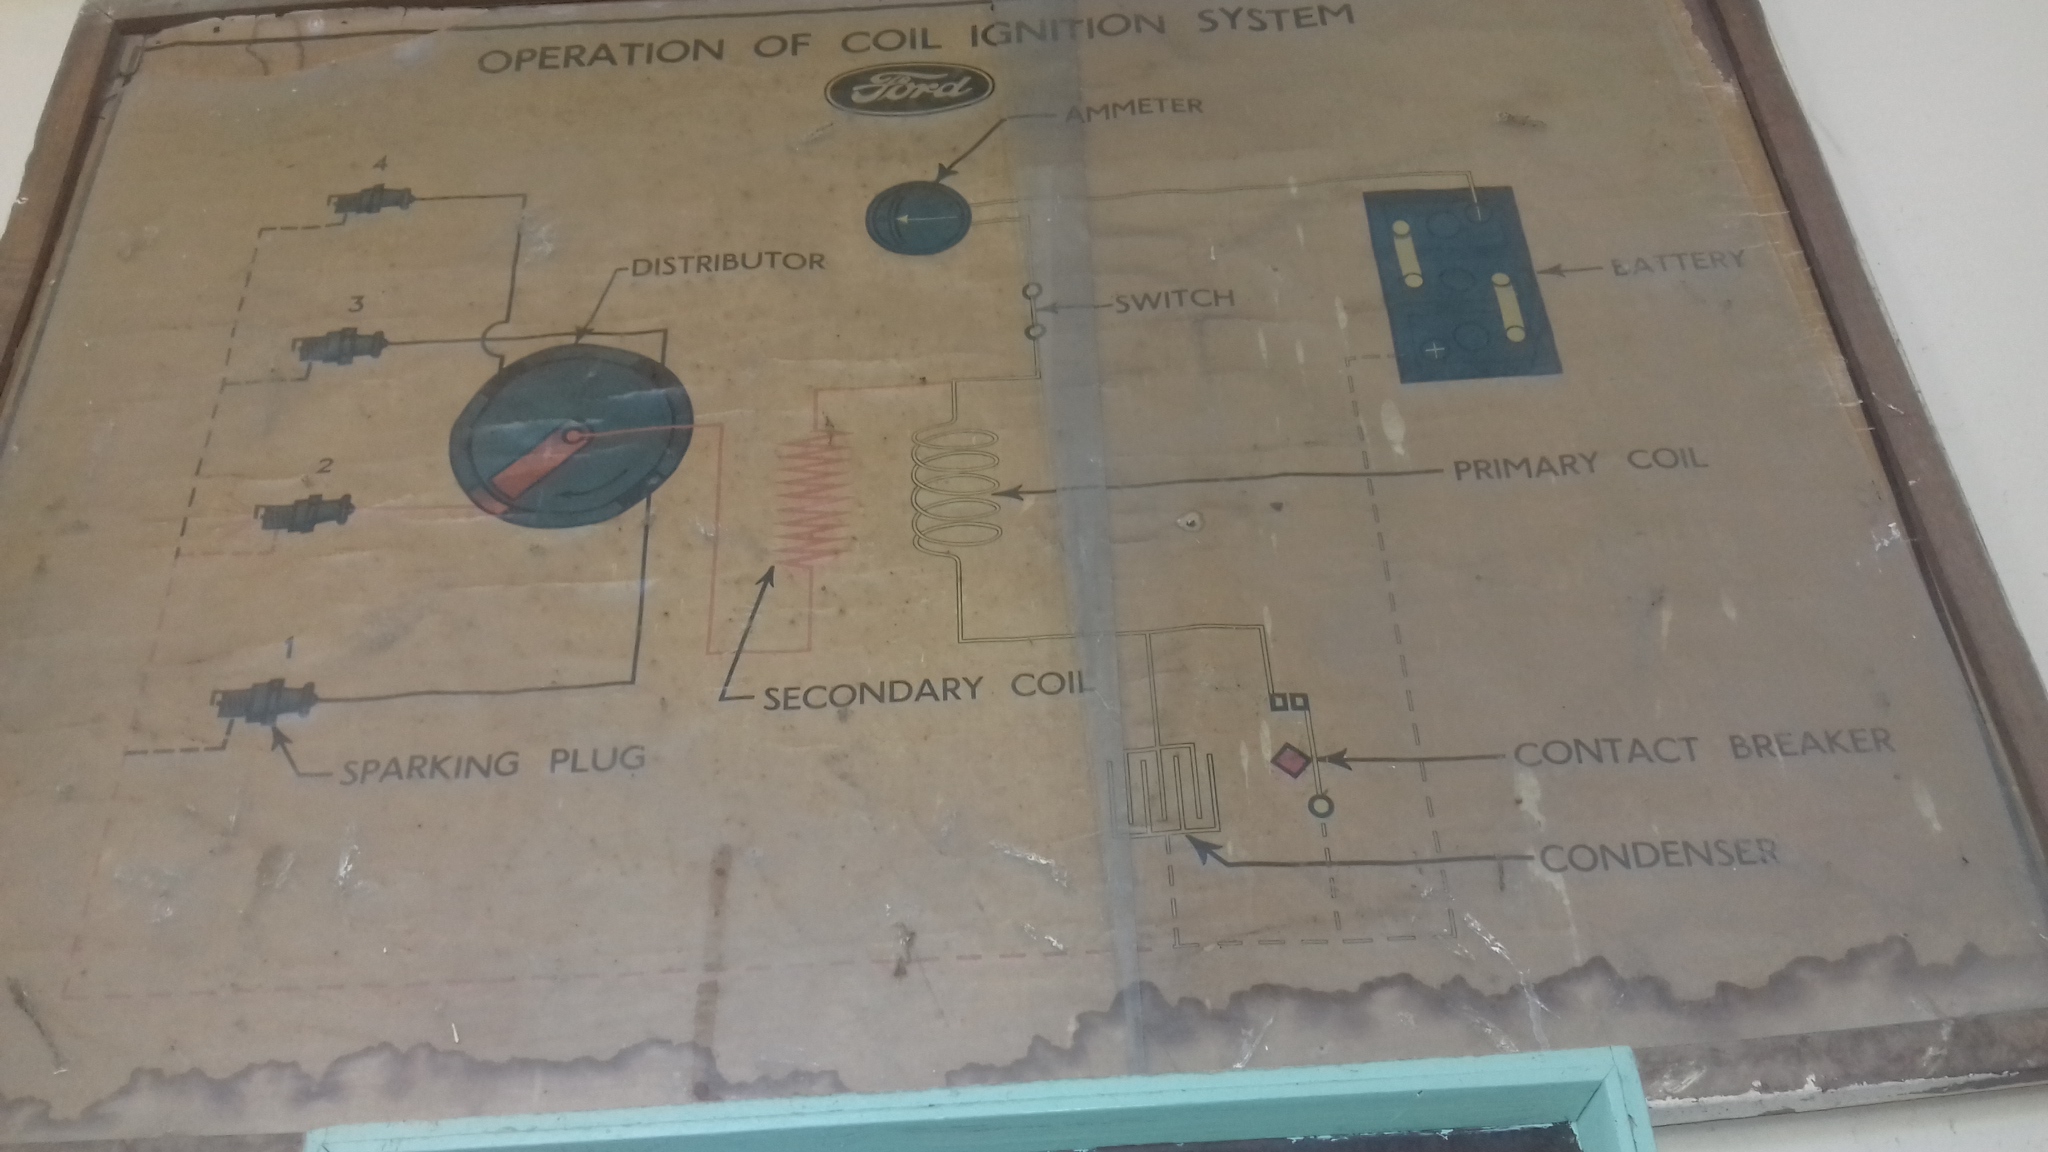 OPERATION OF COIL IGNITION SYSTEM
Ford
AMMETER
4
DISTRIBUTOR
BATTERY
3
SWITCH
+
2
PRIMARY COIL
1
SECONDARY COIL
SPARKING PLUG
CONTACT BREAKER
CONDENSER